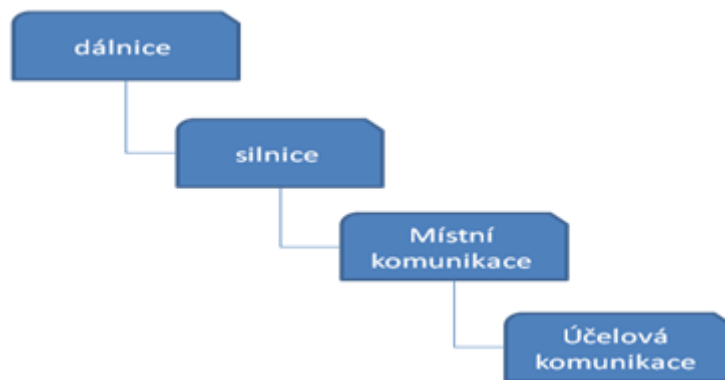 dálnice
silnice
Místní
komunikace
Účelová
komunikace